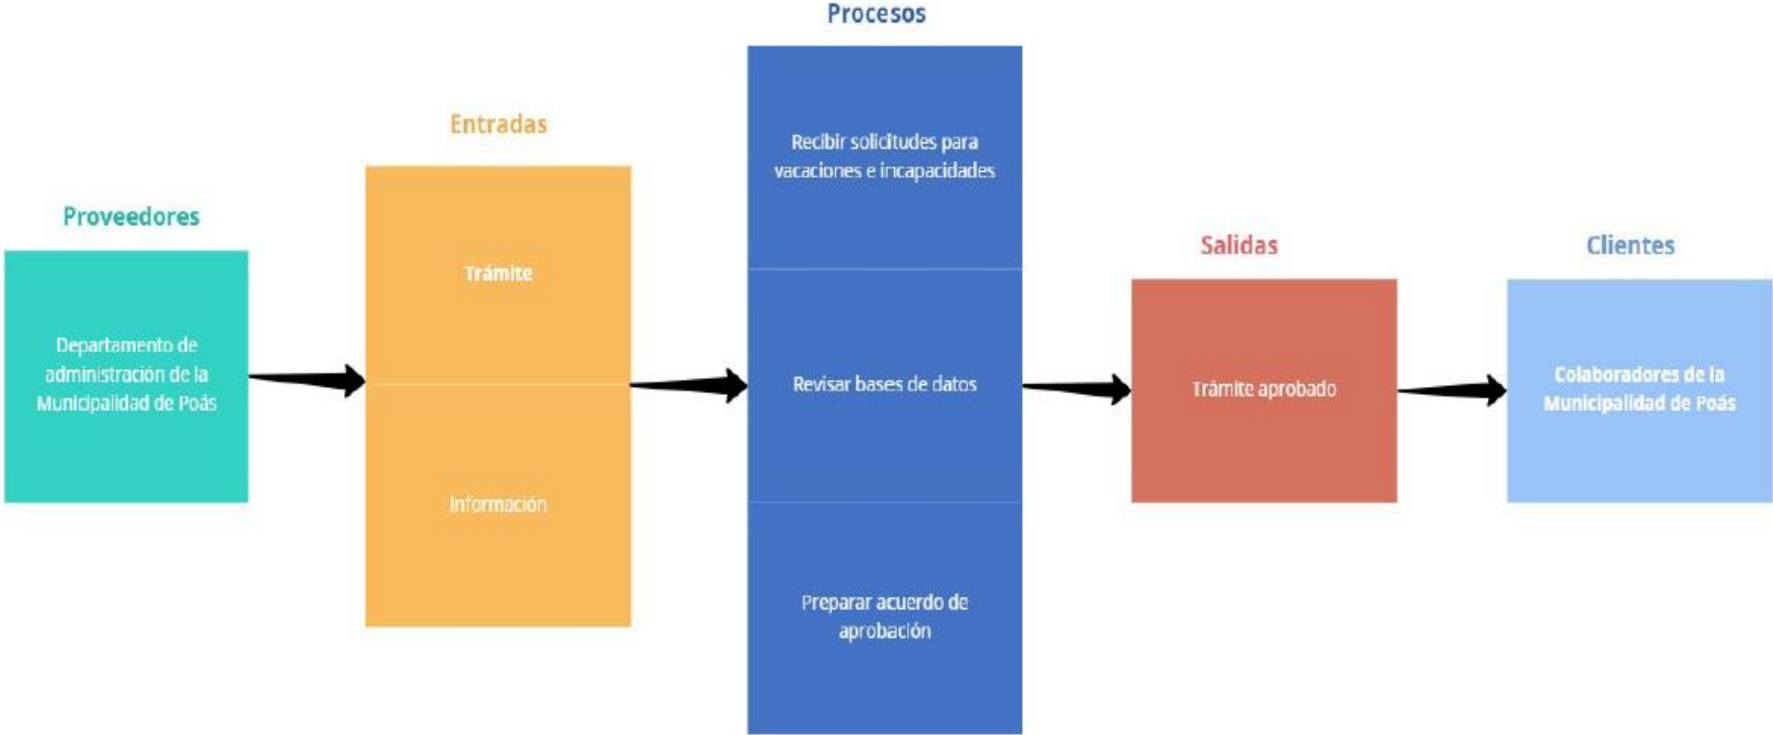 Proveedores
Departamento de
administración de la
Municipalidad de Poás
Entradas
Trámite
Información
Procesos
Recibir solicitudes para
vacaciones e incapacidades
Revisar bases de datos
Preparar acuerdo de
aprobación
Salidas
Trámite aprobado
Clientes
Colaboradores de la
Municipalidad de Poás